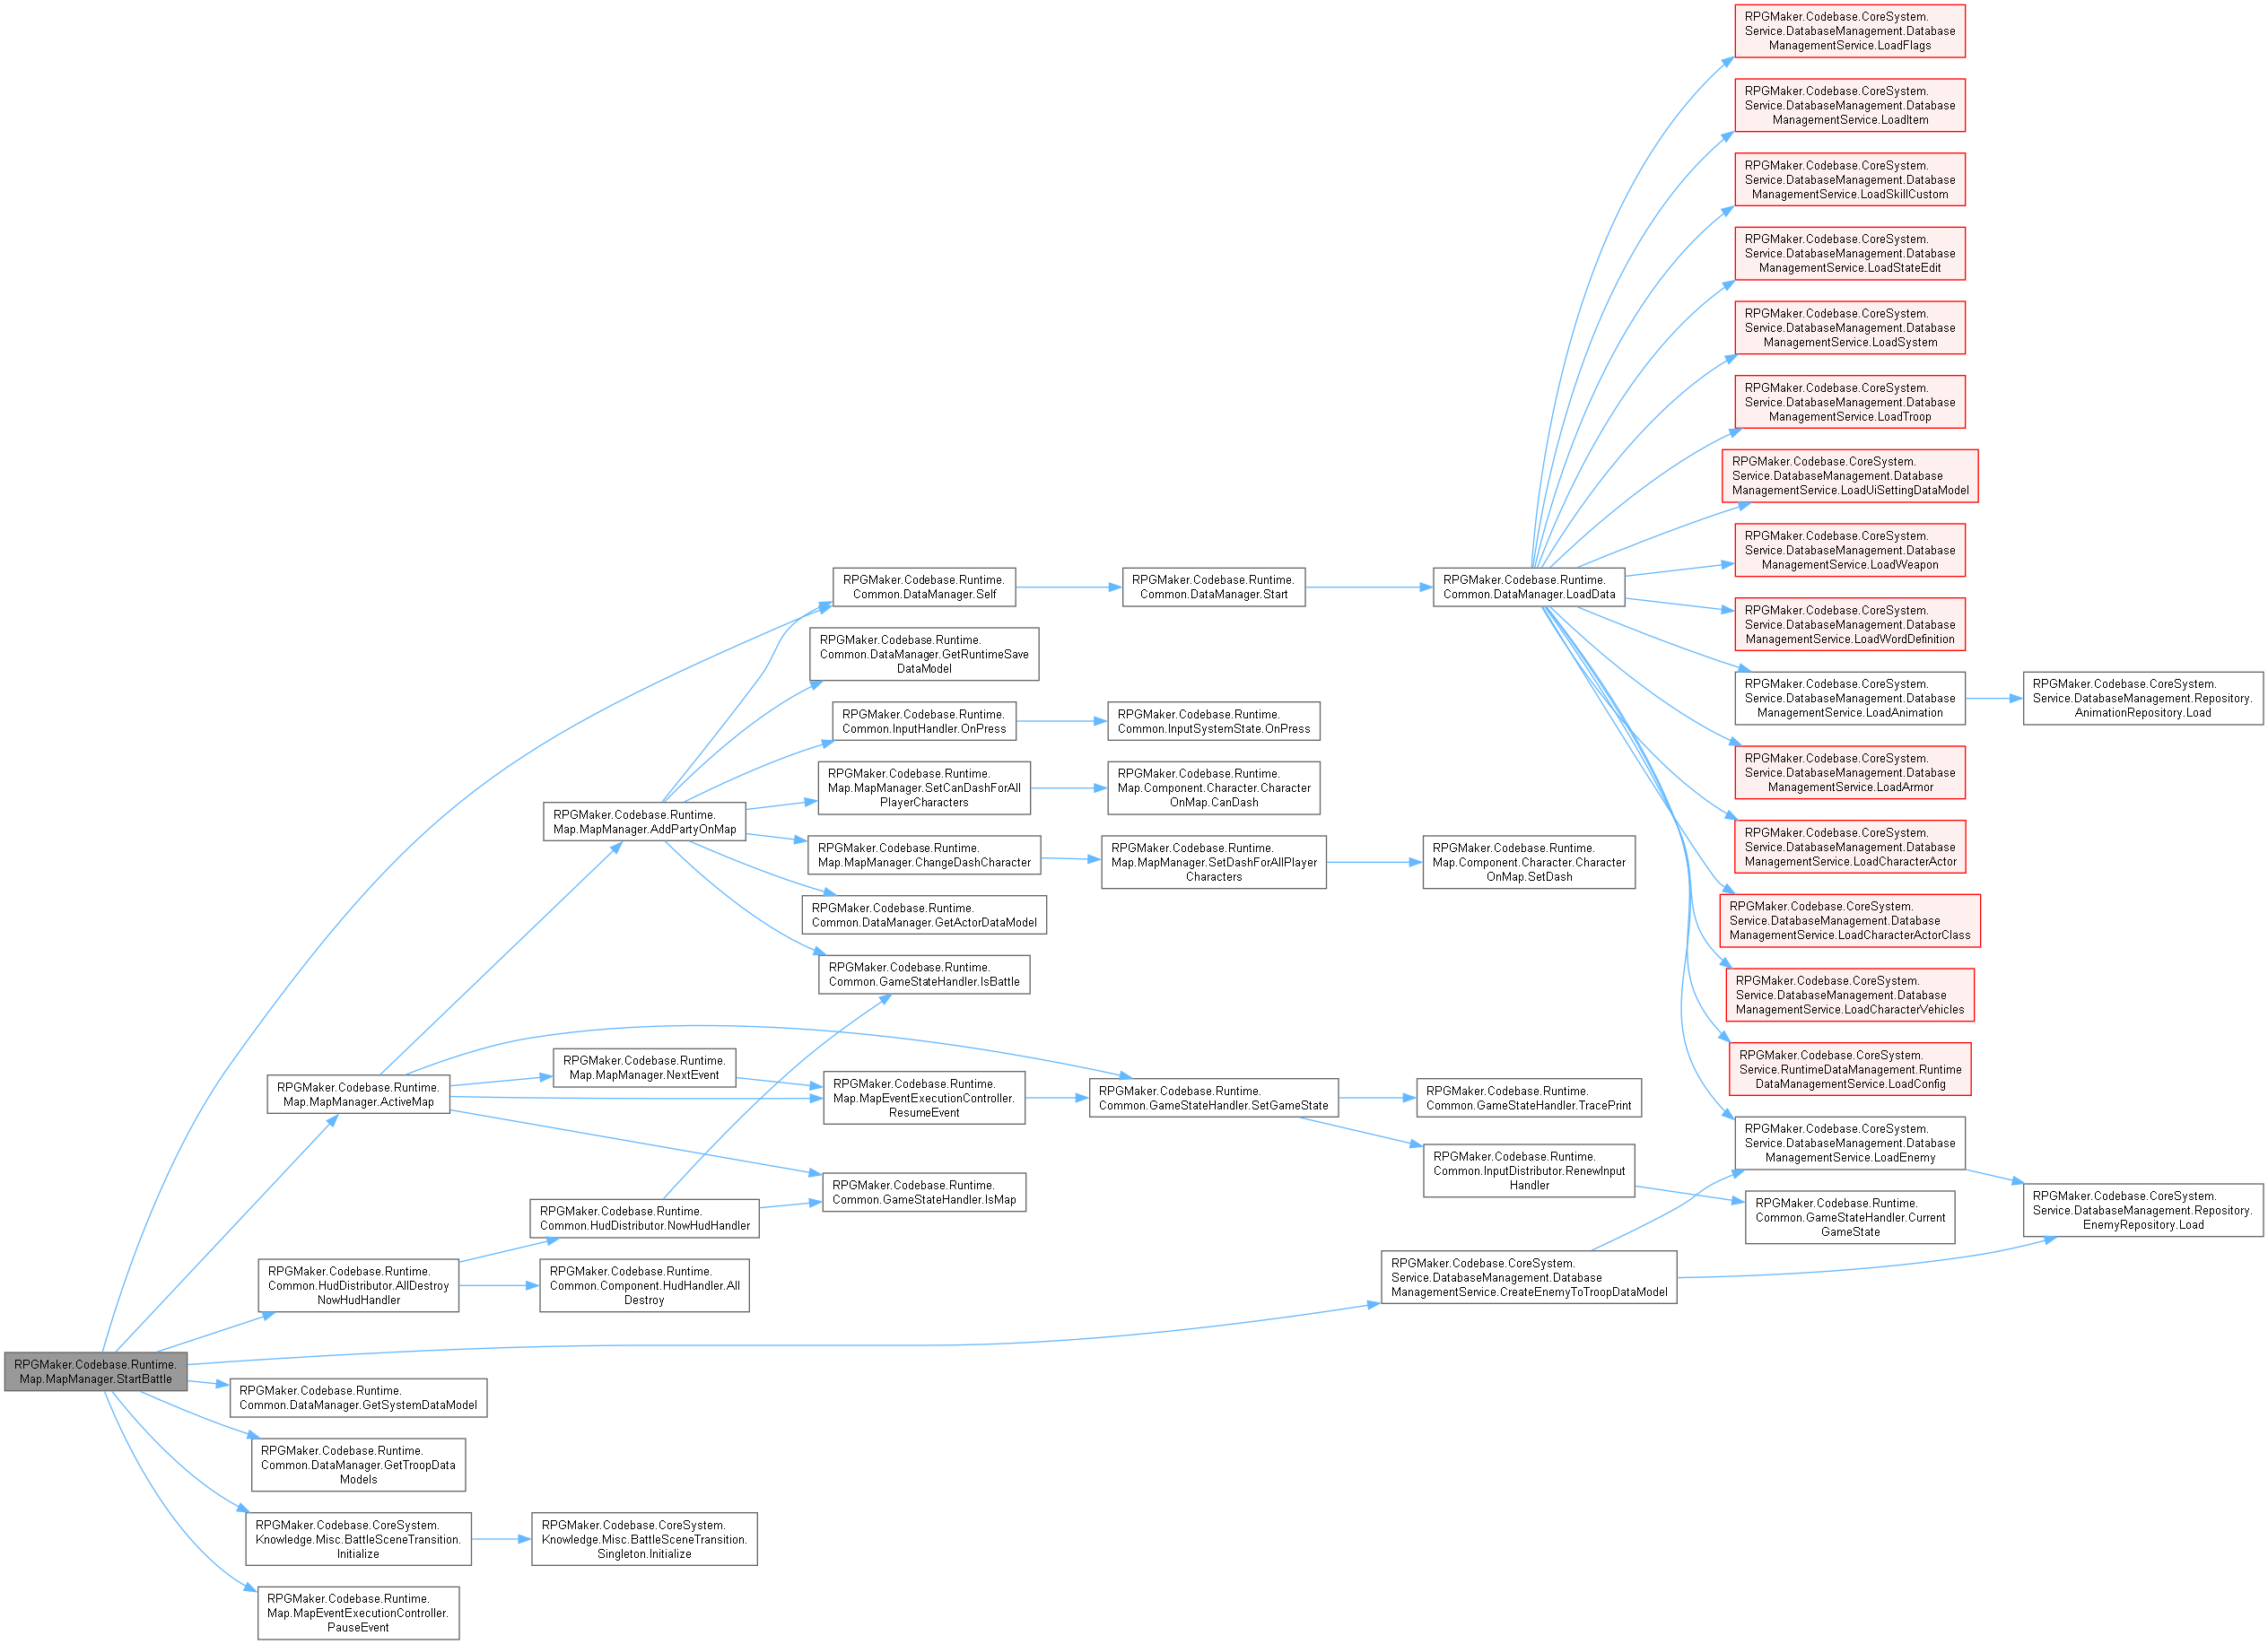 RPGMaker.Codebase.CoreSystem.
Service.DatabaseManagement.Database
ManagementService.LoadFlags
RPGMaker.Codebase.CoreSystem.
Service.DatabaseManagement.Database
ManagementService.LoadItem
RPGMaker.Codebase.CoreSystem.
Service.DatabaseManagement.Database
ManagementService.LoadSkillCustom
RPGMaker.Codebase.CoreSystem.
Service.DatabaseManagement.Database
ManagementService.LoadStateEdit
RPGMaker.Codebase.CoreSystem.
Service.DatabaseManagement.Database
ManagementService.LoadSystem
RPGMaker.Codebase.CoreSystem.
Service.DatabaseManagement.Database
ManagementService.LoadTroop
RPGMaker.Codebase.CoreSystem.
Service.DatabaseManagement.Database
ManagementService.LoadUiSettingDataModel
RPGMaker.Codebase.CoreSystem.
Service.DatabaseManagement.Database
ManagementService.LoadWeapon
RPGMaker.Codebase.Runtime.
Common.DataManager.Self
RPGMaker.Codebase.Runtime.
Common.DataManager.Start
RPGMaker.Codebase.Runtime.
Common.DataManager.LoadData
RPGMaker.Codebase.CoreSystem.
Service.DatabaseManagement.Database
ManagementService.LoadWordDefinition
RPGMaker.Codebase.Runtime.
Common.DataManager.GetRuntimeSave
DataModel
RPGMaker.Codebase.CoreSystem.
Service.DatabaseManagement.Database
ManagementService.LoadAnimation
RPGMaker.Codebase.CoreSystem.
Service.DatabaseManagement.Repository.
AnimationRepository.Load
RPGMaker.Codebase.Runtime.
Common.InputHandler.OnPress
RPGMaker.Codebase.Runtime.
Common.InputSystemState.OnPress
RPGMaker.Codebase.CoreSystem.
Service.DatabaseManagement.Database
ManagementService.LoadArmor
RPGMaker.Codebase.Runtime.
Map.MapManager.SetCanDashForAll
PlayerCharacters
RPGMaker.Codebase.Runtime.
Map.Component.Character.Character
OnMap.CanDash
RPGMaker.Codebase.Runtime.
Map.MapManager.AddPartyOnMap
RPGMaker.Codebase.CoreSystem.
Service.DatabaseManagement.Database
ManagementService.LoadCharacterActor
RPGMaker.Codebase.Runtime.
Map.MapManager.ChangeDashCharacter
RPGMaker.Codebase.Runtime.
Map.MapManager.SetDashForAllPlayer
Characters
RPGMaker.Codebase.Runtime.
Map.Component.Character.Character
OnMap.SetDash
RPGMaker.Codebase.CoreSystem.
Service.DatabaseManagement.Database
ManagementService.LoadCharacterActorClass
RPGMaker.Codebase.Runtime.
Common.DataManager.GetActorDataModel
RPGMaker.Codebase.Runtime.
Common.GameStateHandler.IsBattle
RPGMaker.Codebase.CoreSystem.
Service.DatabaseManagement.Database
ManagementService.LoadCharacterVehicles
RPGMaker.Codebase.CoreSystem.
Service.RuntimeDataManagement.Runtime
DataManagementService.LoadConfig
RPGMaker.Codebase.Runtime.
Map.MapManager.ActiveMap
RPGMaker.Codebase.Runtime.
Map.MapManager.NextEvent
RPGMaker.Codebase.Runtime.
Map.MapEventExecutionController.
ResumeEvent
RPGMaker.Codebase.Runtime.
Common.GameStateHandler.SetGameState
RPGMaker.Codebase.Runtime.
Common.GameStateHandler.TracePrint
RPGMaker.Codebase.CoreSystem.
Service.DatabaseManagement.Database
ManagementService.LoadEnemy
RPGMaker.Codebase.Runtime.
Common.InputDistributor.RenewInput
Handler
RPGMaker.Codebase.Runtime.
Common.GameStateHandler.IsMap
RPGMaker.Codebase.CoreSystem.
Service.DatabaseManagement.Repository.
EnemyRepository.Load
RPGMaker.Codebase.Runtime.
Common.HudDistributor.NowHudHandler
RPGMaker.Codebase.Runtime.
Common.GameStateHandler.Current
GameState
RPGMaker.Codebase.Runtime.
Common.HudDistributor.AllDestroy
NowHudHandler
RPGMaker.Codebase.Runtime.
Common.Component.HudHandler.All
Destroy
RPGMaker.Codebase.CoreSystem.
Service.DatabaseManagement.Database
ManagementService.CreateEnemyToTroopDataModel
RPGMaker.Codebase.Runtime.
Map.MapManager.StartBattle
RPGMaker.Codebase.Runtime.
Common.DataManager.GetSystemDataModel
RPGMaker.Codebase.Runtime.
Common.DataManager.GetTroopData
Models
RPGMaker.Codebase.CoreSystem.
Knowledge.Misc.BattleSceneTransition.
Initialize
RPGMaker.Codebase.CoreSystem.
Knowledge.Misc.BattleSceneTransition.
Singleton.Initialize
RPGMaker.Codebase.Runtime.
Map.MapEventExecutionController.
PauseEvent